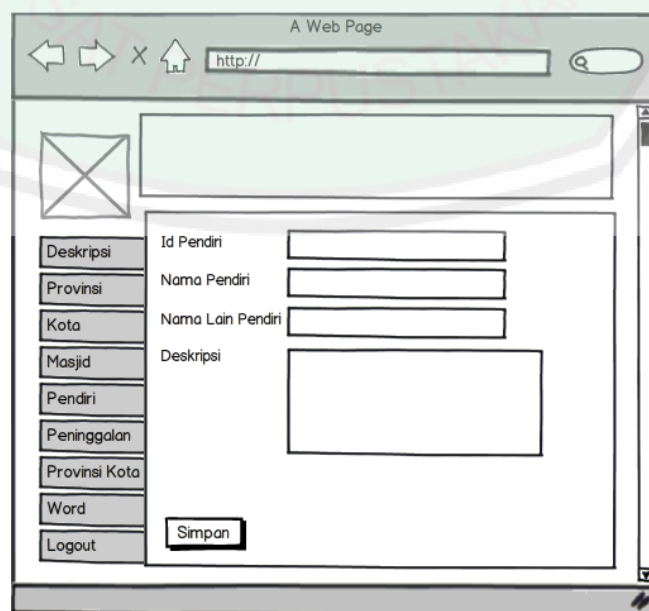 A Web Page
http://
Deskripsi
Provinsi
Kota
Masjid
Pendiri
Peninggalan
Provinsi Kota
Word
Logout
Id Pendiri
Nama Pendiri
Nama Lain Pendiri
Deskripsi
Simpan